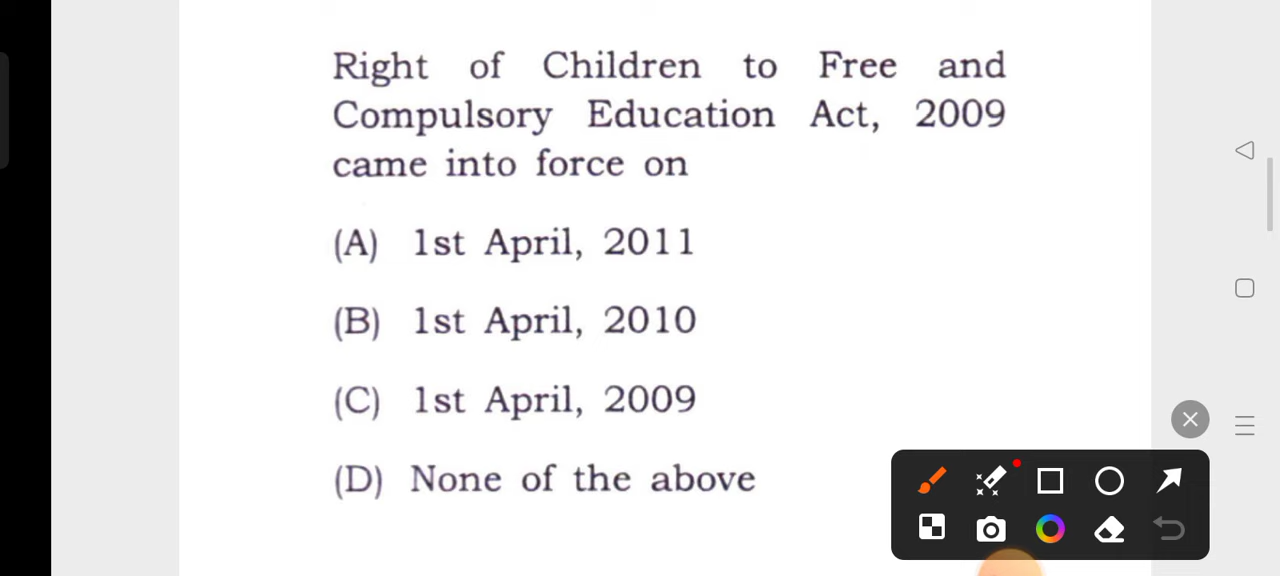 Right of Children to Free and
Compulsory Education Act, 2009
came into force on
(A) 1st April, 2011
(B) 1st April, 2010
(C) 1st April, 2009
(D) None of the above